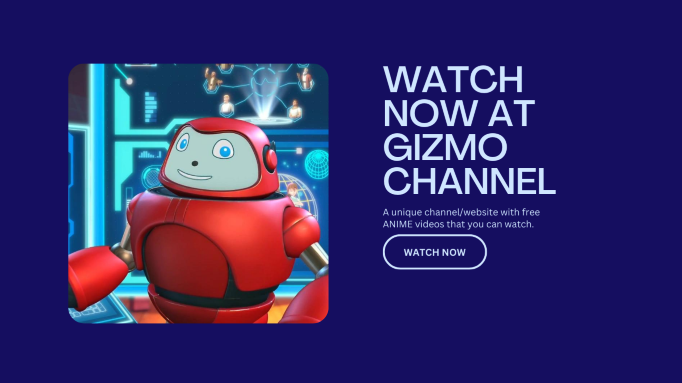 WATCH
NOW AT
GIZMO
CHANNEL
A unique channel/website with free
ANIME videos that you can watch.
WATCH NOW